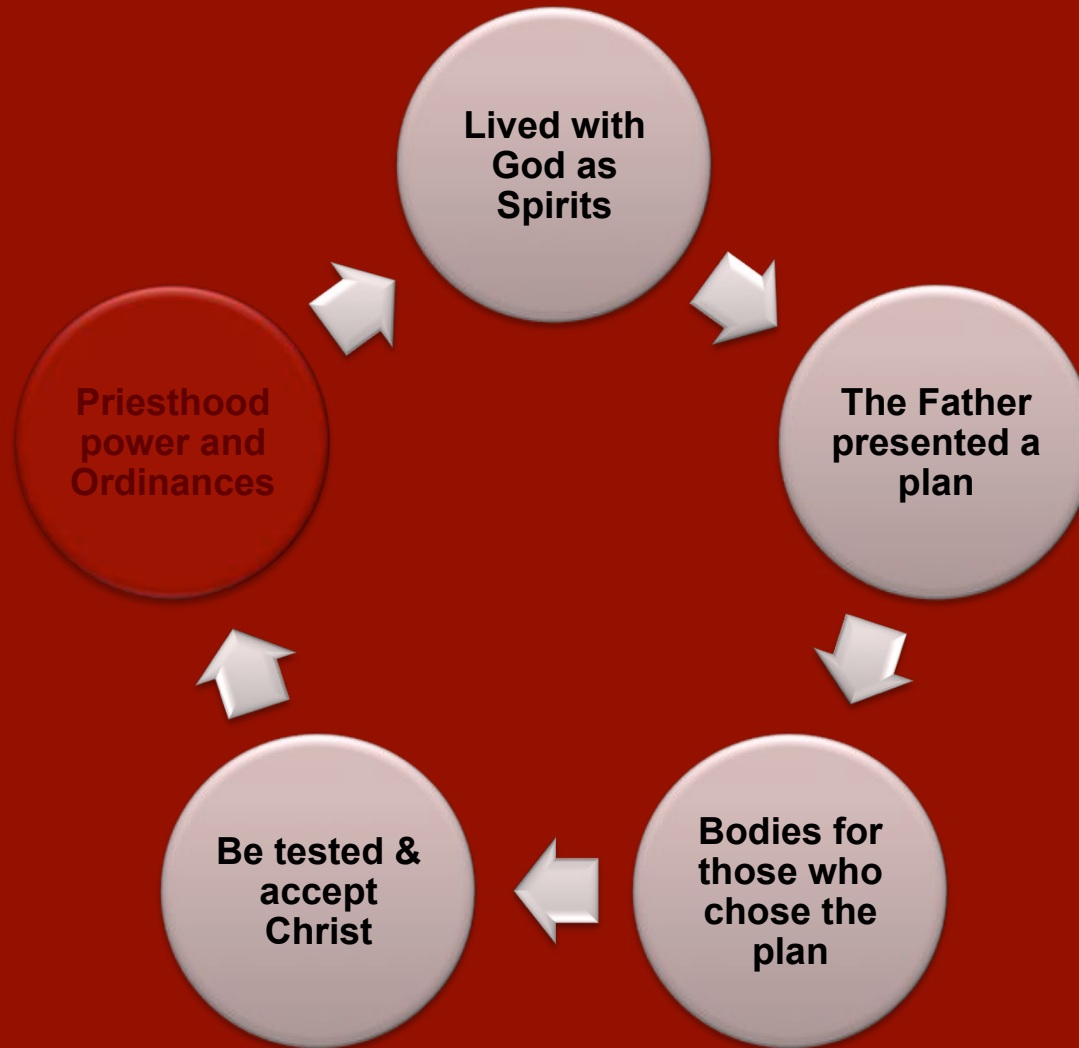 Lived with
God as
Spirits
The Father
presented a
plan
Bodies for
those who
chose the
plan
Be tested &
accept
Christ
Priesthood
power and
Ordinances